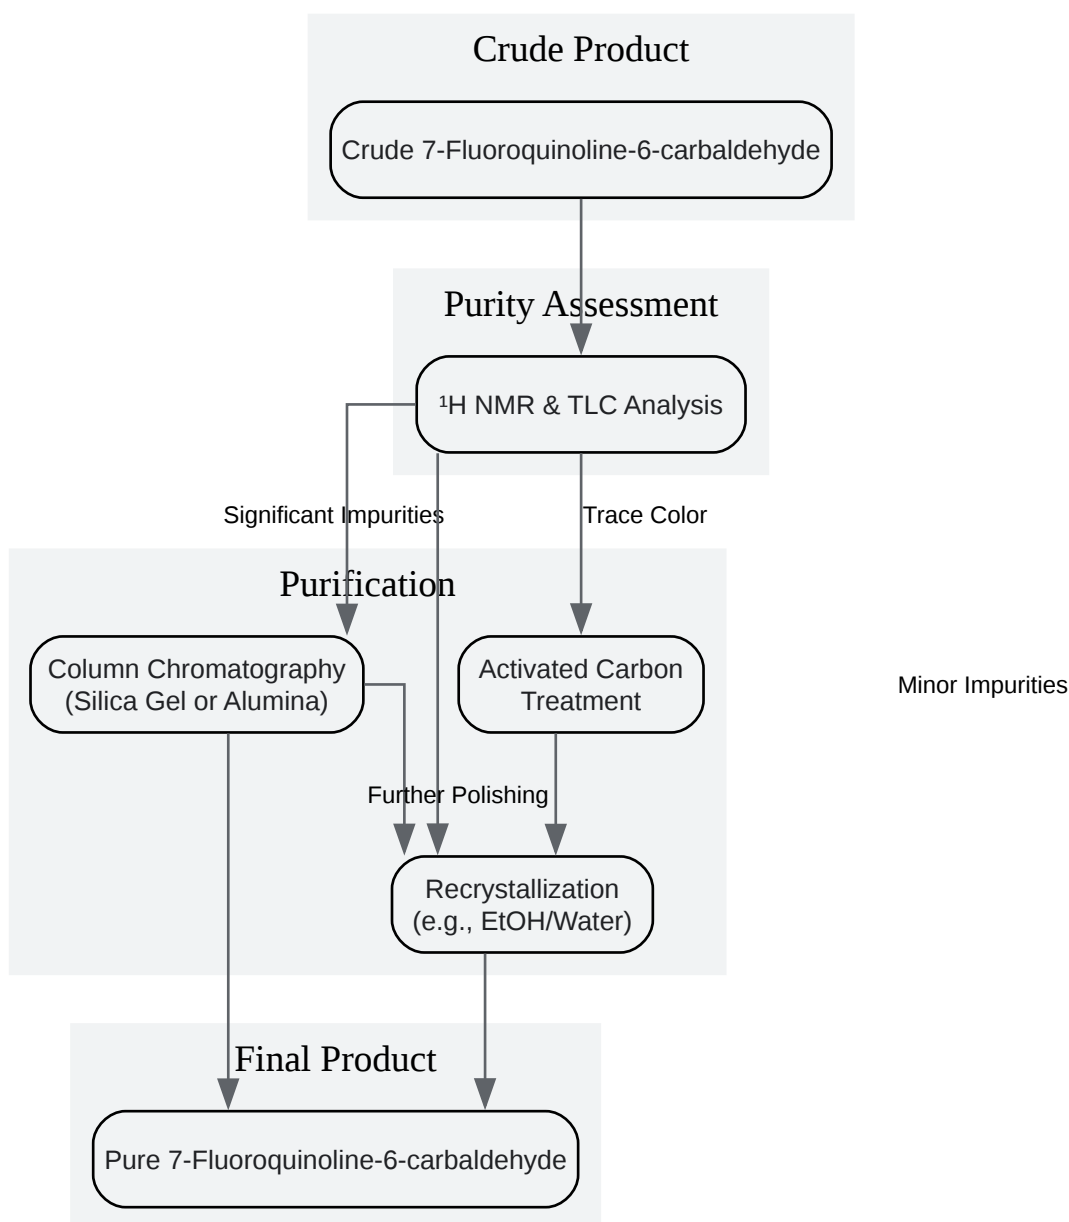 Crude Product
Crude 7-Fluoroquinoline-6-carbaldehyde
Purity Assessment
¹H NMR & TLC Analysis
Significant Impurities
Trace Color
Purification
Column Chromatography
(Silica Gel or Alumina)
Activated Carbon
Treatment
Minor Impurities
Further Polishing
Recrystallization
(e.g., EtOH/Water)
Final Product
Pure 7-Fluoroquinoline-6-carbaldehyde